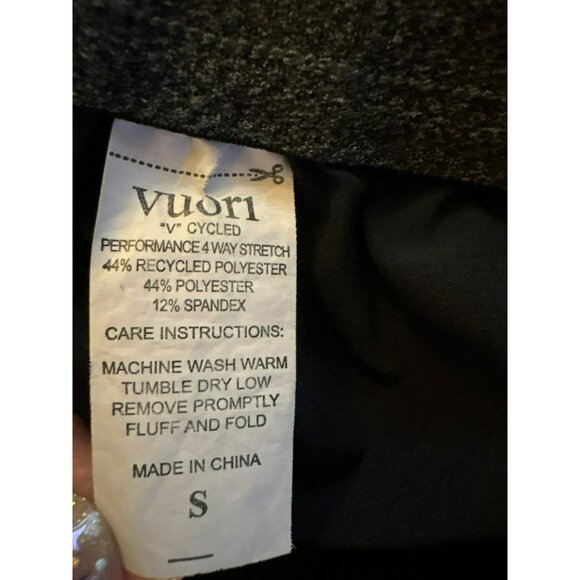 vuori
"V" CYCLED
PERFORMANCE 4 WAY STRETCH
44% RECYCLED POLYESTER
44% POLYESTER
12% SPANDEX
CARE INSTRUCTIONS:
MACHINE WASH WARM
TUMBLE DRY LOW
REMOVE PROMPTLY
FLUFF AND FOLD
MADE IN CHINA
S